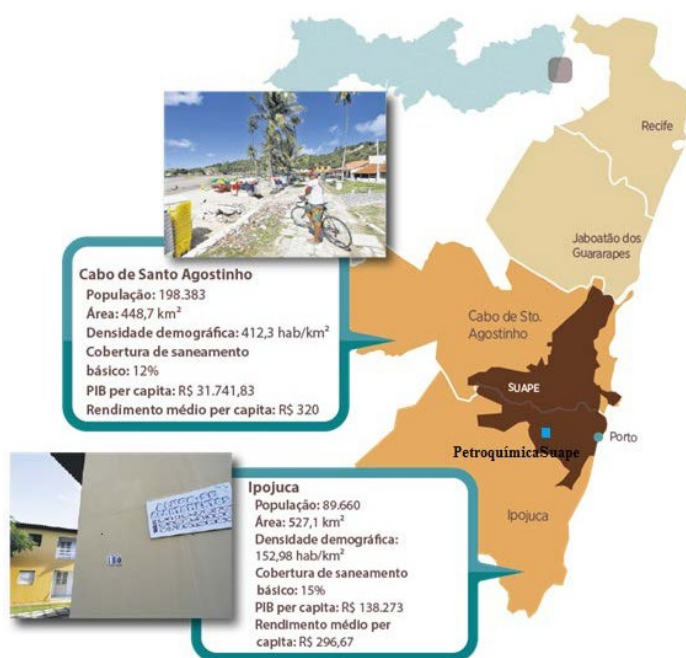 Recife
Jaboatão dos
Guararapes
Cabo de Santo Agostinho
População: 198.383
Área: 448,7 km²
Densidade demográfica: 412,3 hab/km²
Cobertura de saneamento
básico: 12%
PIB per capita: R$ 31.741,83
Rendimento médio per capita: R$ 320
Cabo de Sto.
Agostinho
SUAPE
Porto
PetroquímicaSuape
Ipojuca
Ipojuca
População: 89.660
Área: 527,1 km²
Densidade demográfica:
152,98 hab/km²
Cobertura de saneamento
básico: 15%
PIB per capita: R$ 138.273
Rendimento médio per
capita: R$ 296,67